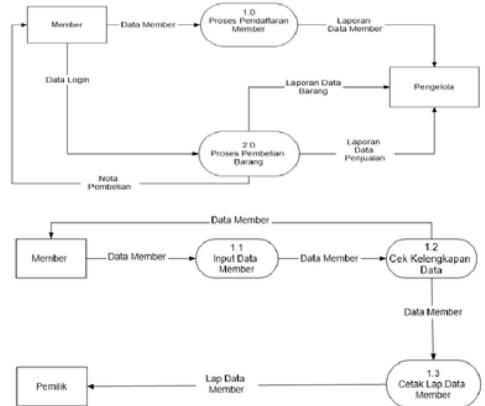 Member
Data Member
1.0
Proses Pendaftaran
Member
Laporan
Data Member
Data Login
Laporan Data
Barang
Pengelola
2.0
Proses Pembelian
Barang
Laporan
Data
Penjualan
Nota
Pembelian
Data Member
Member
Data Member
1.1
Input Data
Member
Data Member
1.2
Cek Kelengkapan
Data
Data Member
Pemilik
Lap Data
Member
1.3
Cetak Lap Data
Member